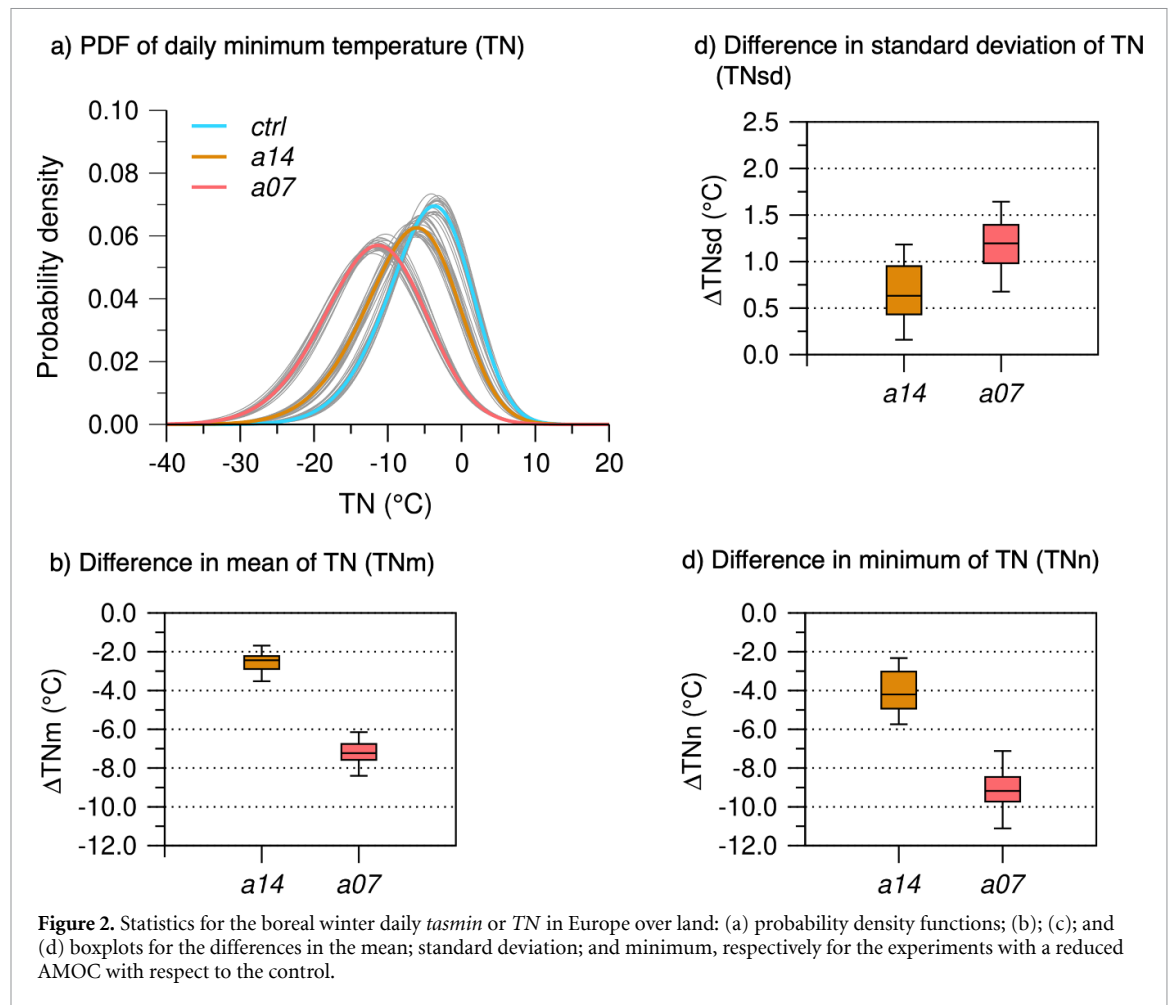 a) PDF of daily minimum temperature (TN)
0.10
0.08
0.06
0.04
0.02
0.00
Probability density
ctrl
a14
a07
-40 -30 -20 -10 0 10 20
TN (°C)
d) Difference in standard deviation of TN
(TNsd)
2.5
2.0
1.5
1.0
0.5
0.0
ΔTNsd (°C)
a14 a07
b) Difference in mean of TN (TNm)
0.0
-2.0
-4.0
-6.0
-8.0
-10.0
-12.0
ΔTNm (°C)
a14 a07
d) Difference in minimum of TN (TNn)
0.0
-2.0
-4.0
-6.0
-8.0
-10.0
-12.0
ΔTNn (°C)
a14 a07
Figure 2. Statistics for the boreal winter daily tasmin or TN in Europe over land: (a) probability density functions; (b); (c); and
(d) boxplots for the differences in the mean; standard deviation; and minimum, respectively for the experiments with a reduced
AMOC with respect to the control.